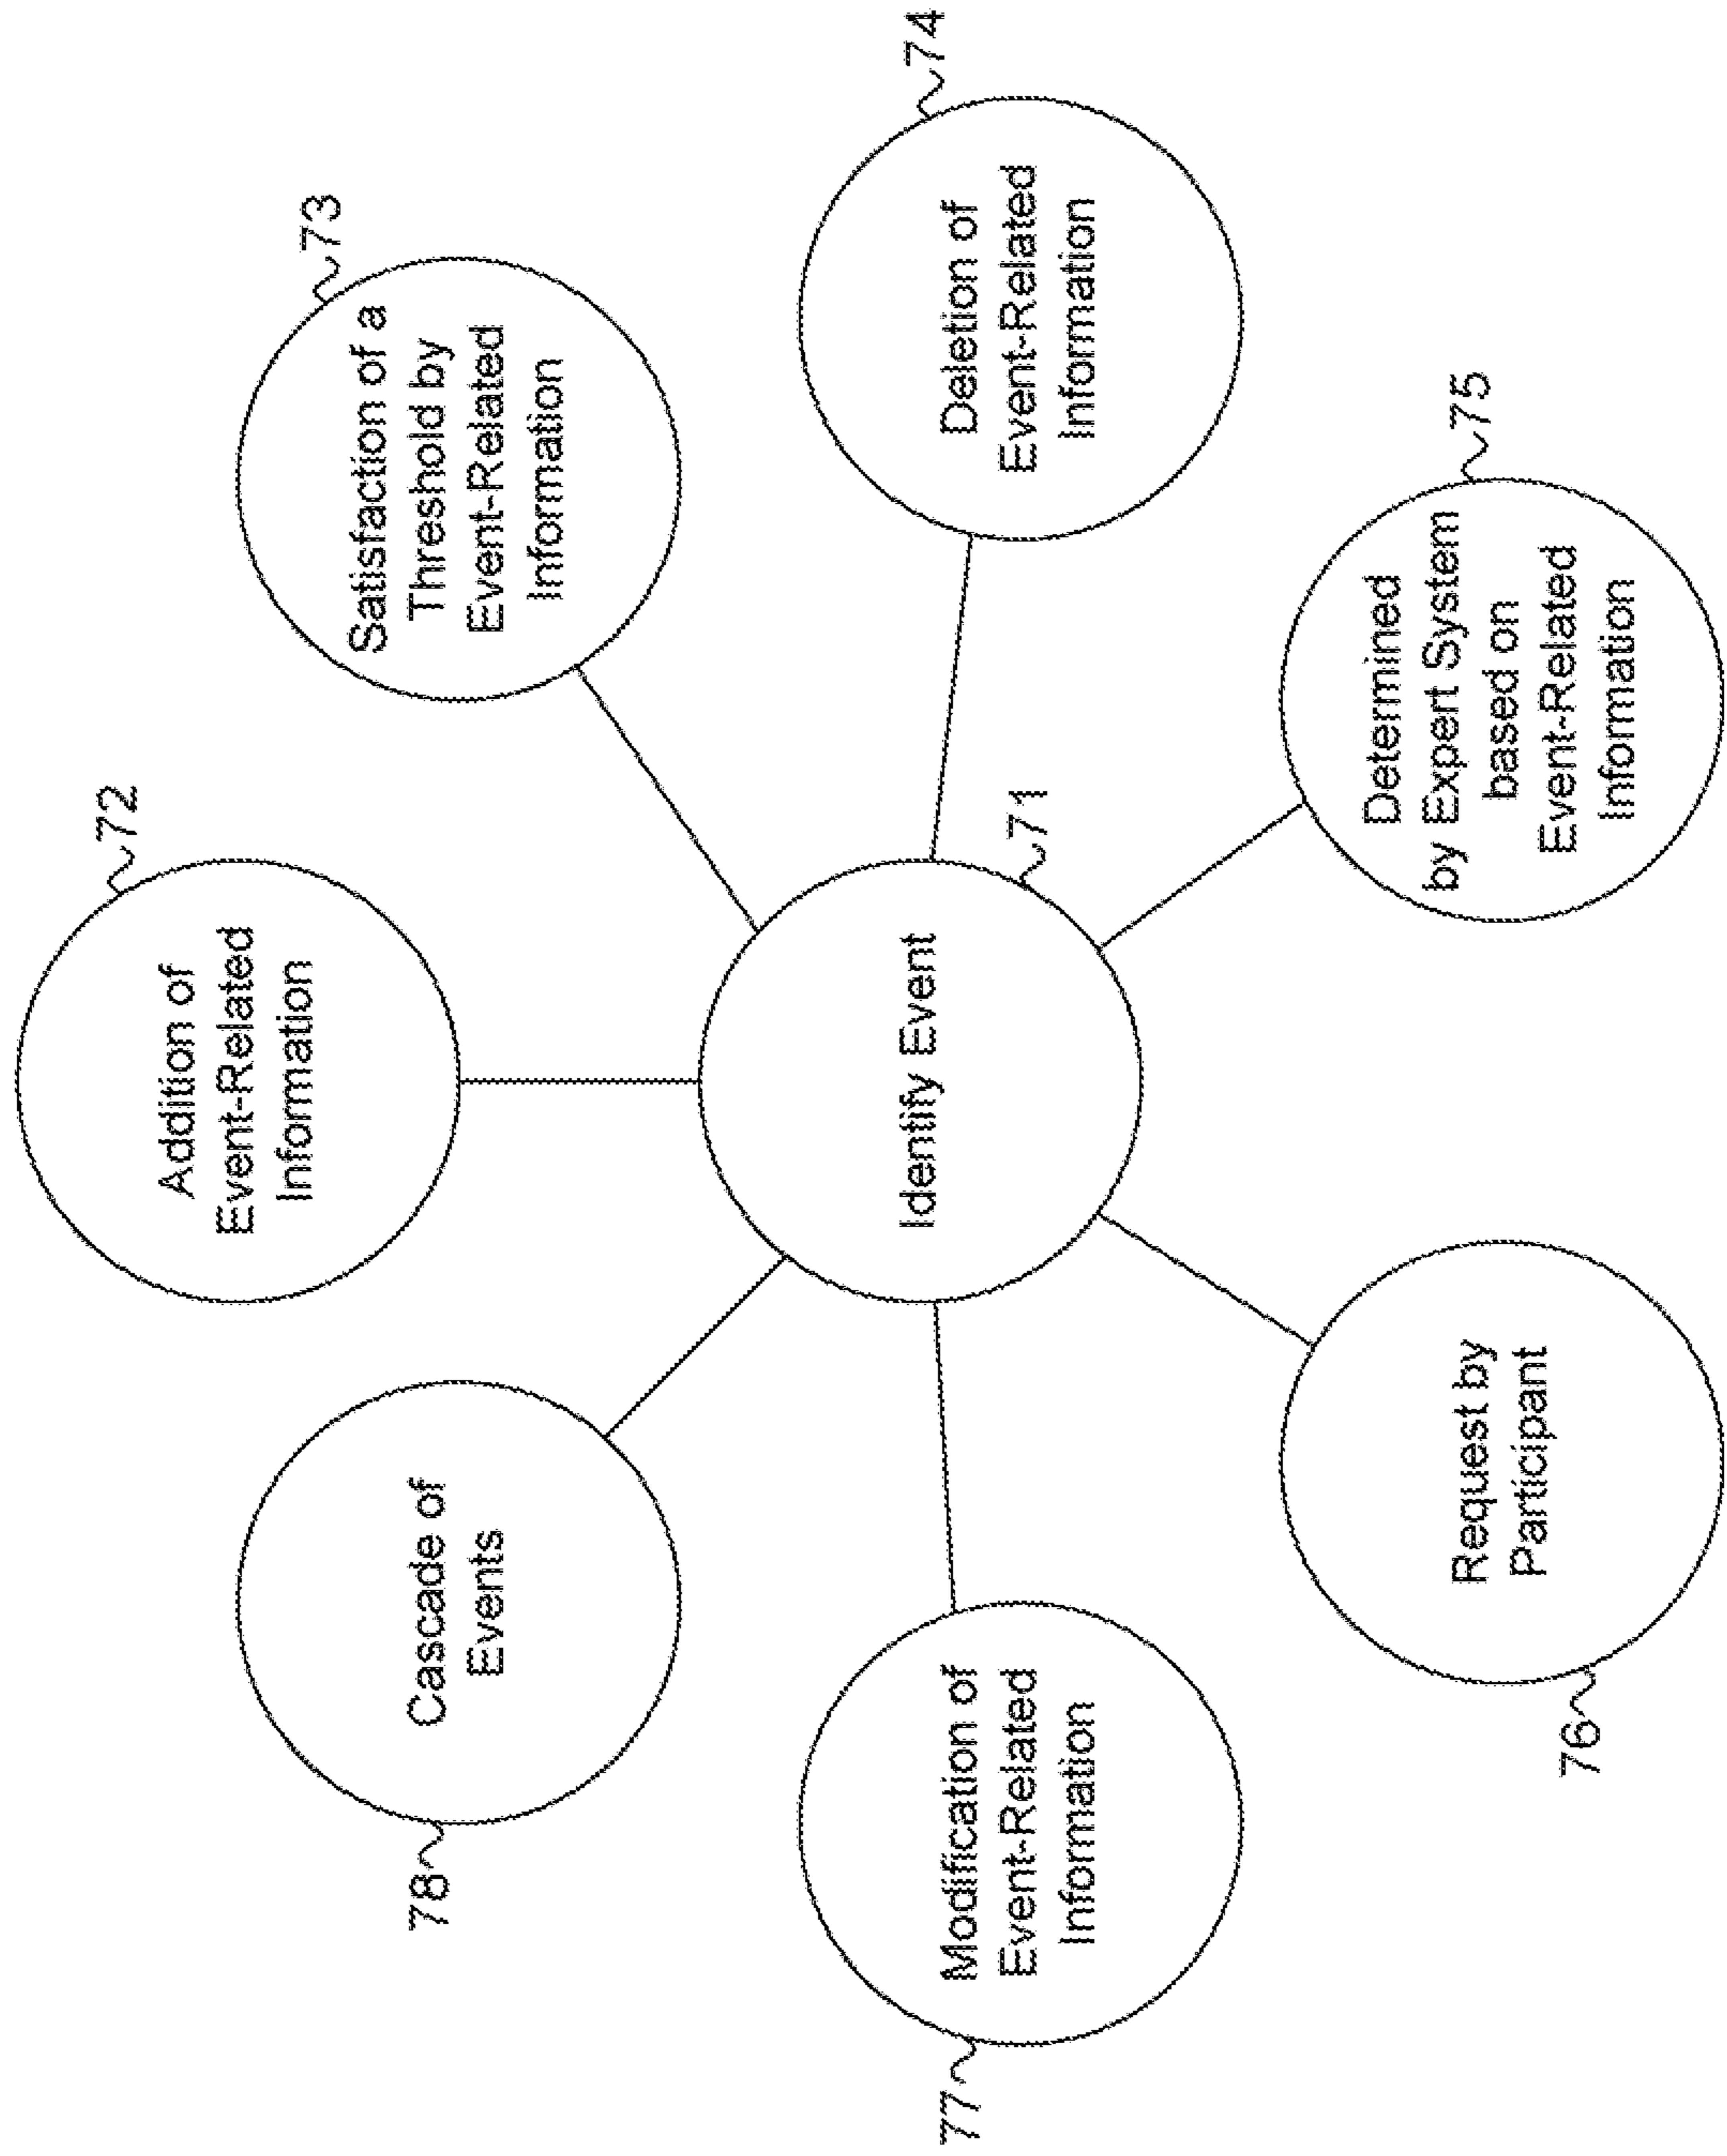 72
Addition of
Event-Related
Information
73
Satisfaction of a
Threshold by
Event-Related
Information
74
Deletion of
Event-Related
Information
75
Determined
by Expert System
based on
Event-Related
Information
71
Identify Event
Request by
Participant
76
Modification of
Event-Related
Information
77
Cascade of
Events
78